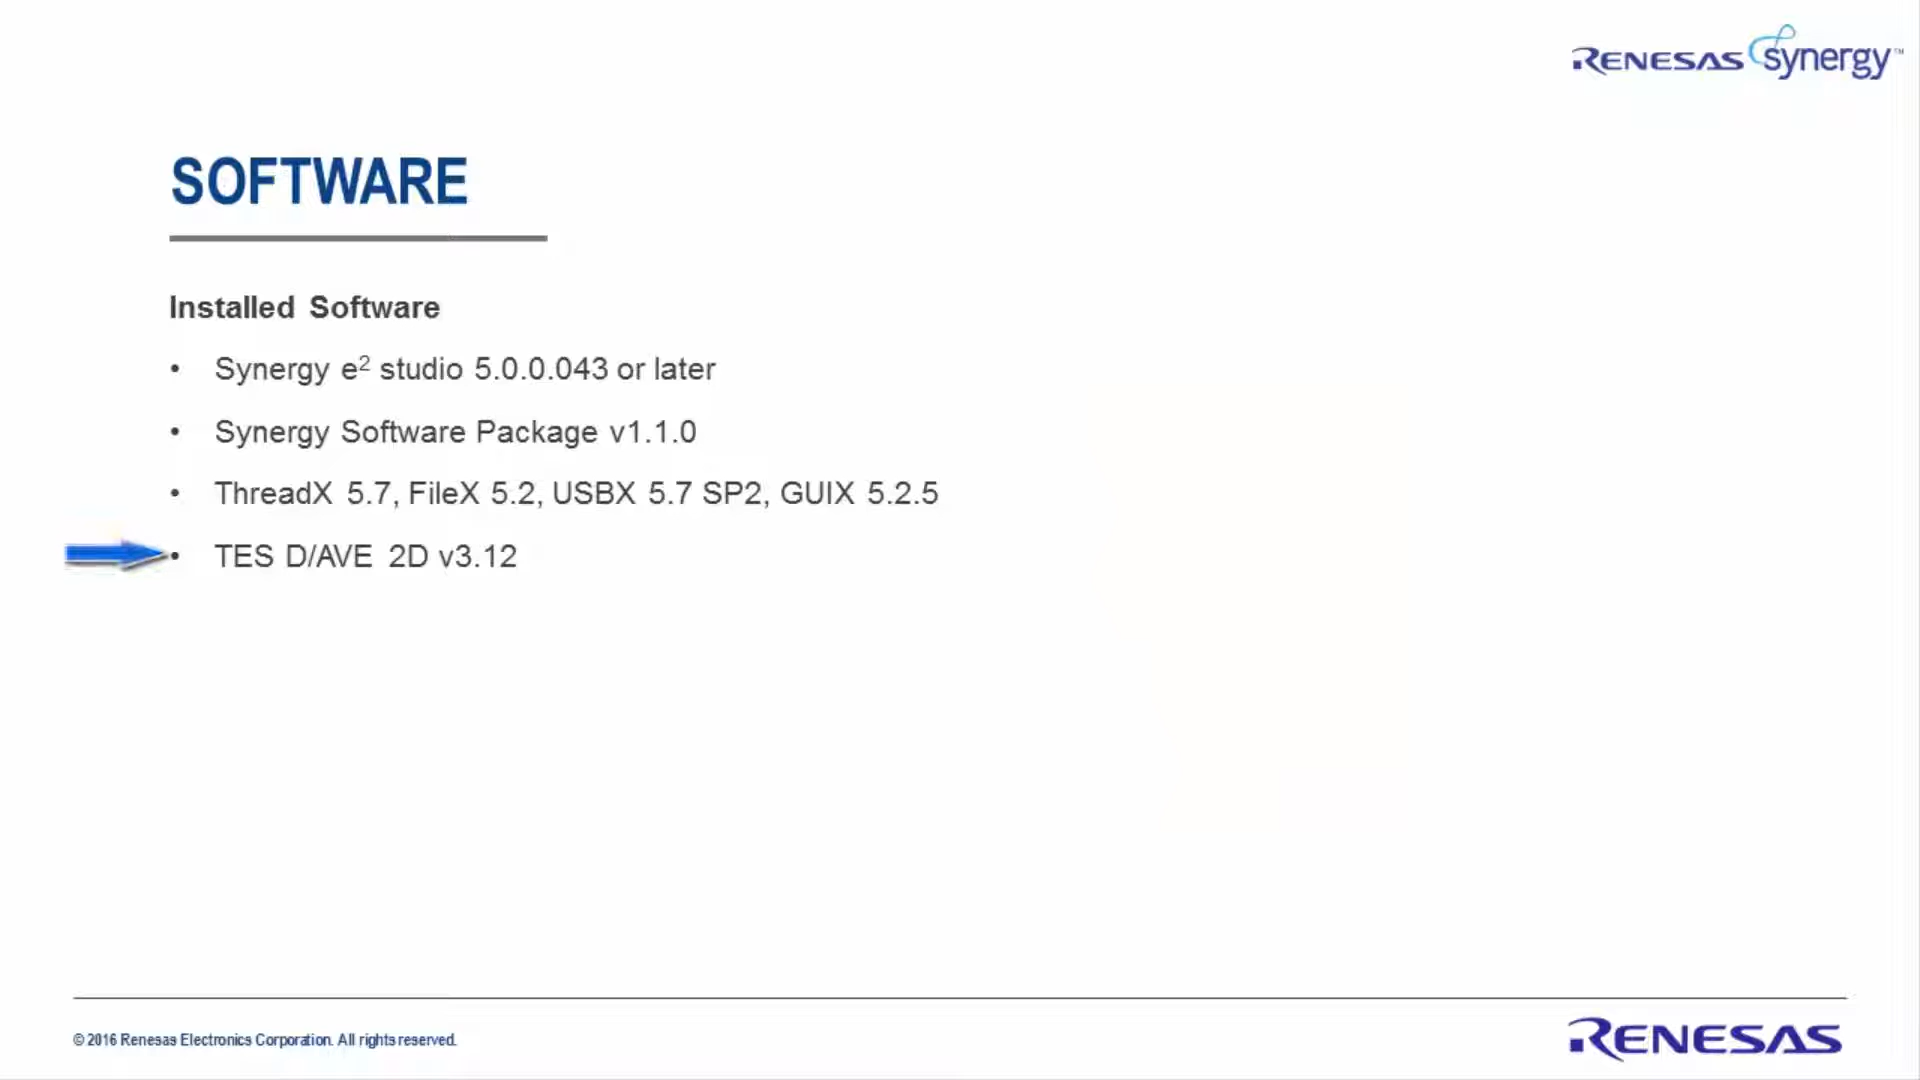 RENESAS synergy™
SOFTWARE
Installed Software
• Synergy e² studio 5.0.0.043 or later
• Synergy Software Package v1.1.0
• ThreadX 5.7, FileX 5.2, USBX 5.7 SP2, GUIX 5.2.5
• TES D/AVE 2D v3.12
© 2016 Renesas Electronics Corporation. All rights reserved.
RENESAS